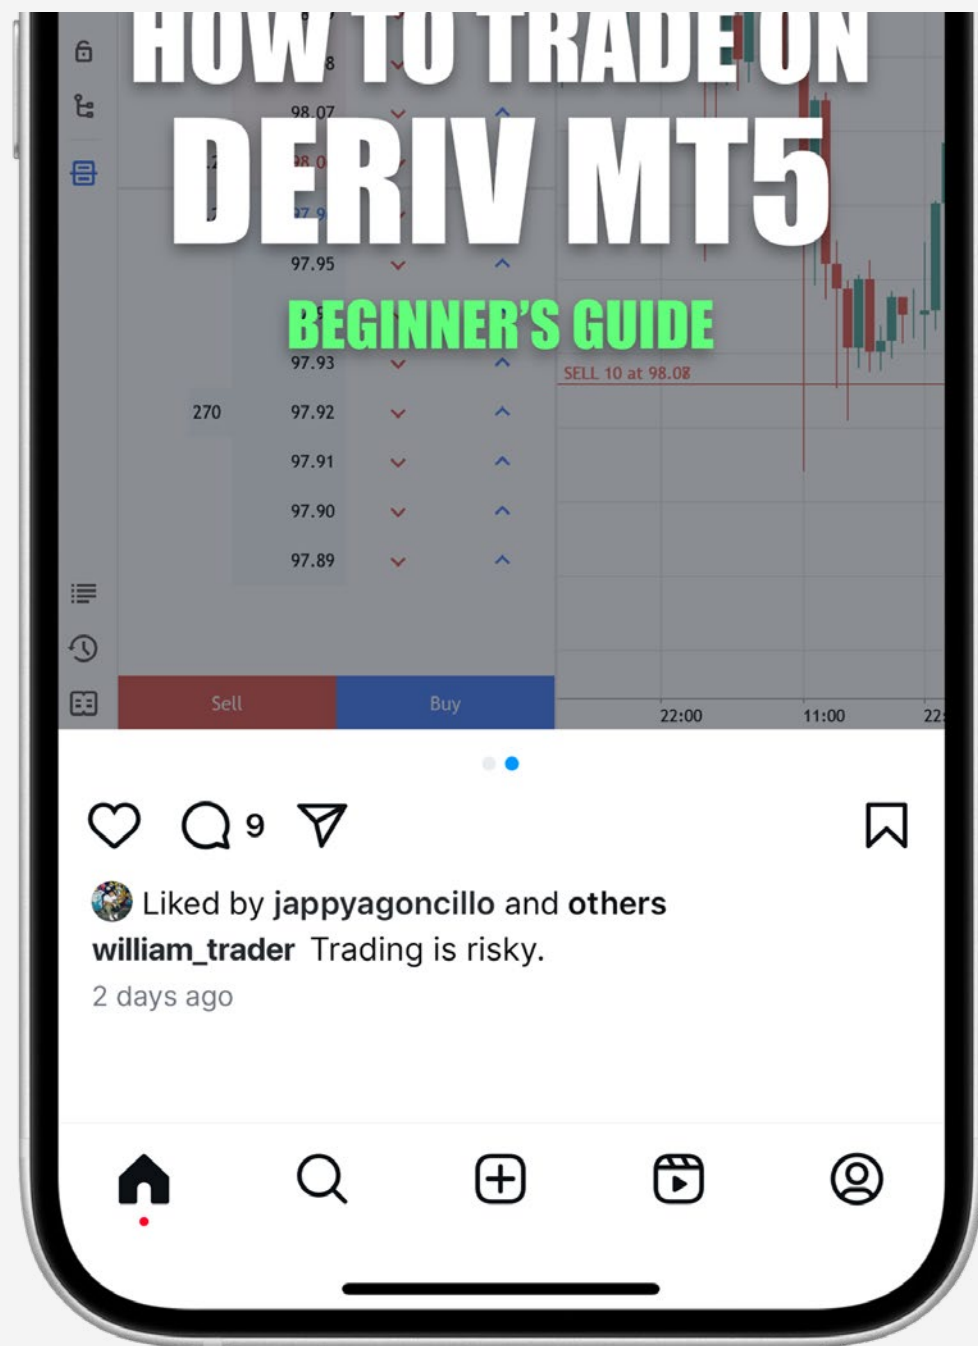 HOW TO TRADE ON
DERIV MT5
BEGINNER'S GUIDE
98.07
97.95
97.93
270 97.92
97.91
97.90
97.89
SELL 10 at 98.08
Sell Buy
22:00 11:00 22:
9
Liked by jappyagoncillo and others
william_trader Trading is risky.
2 days ago